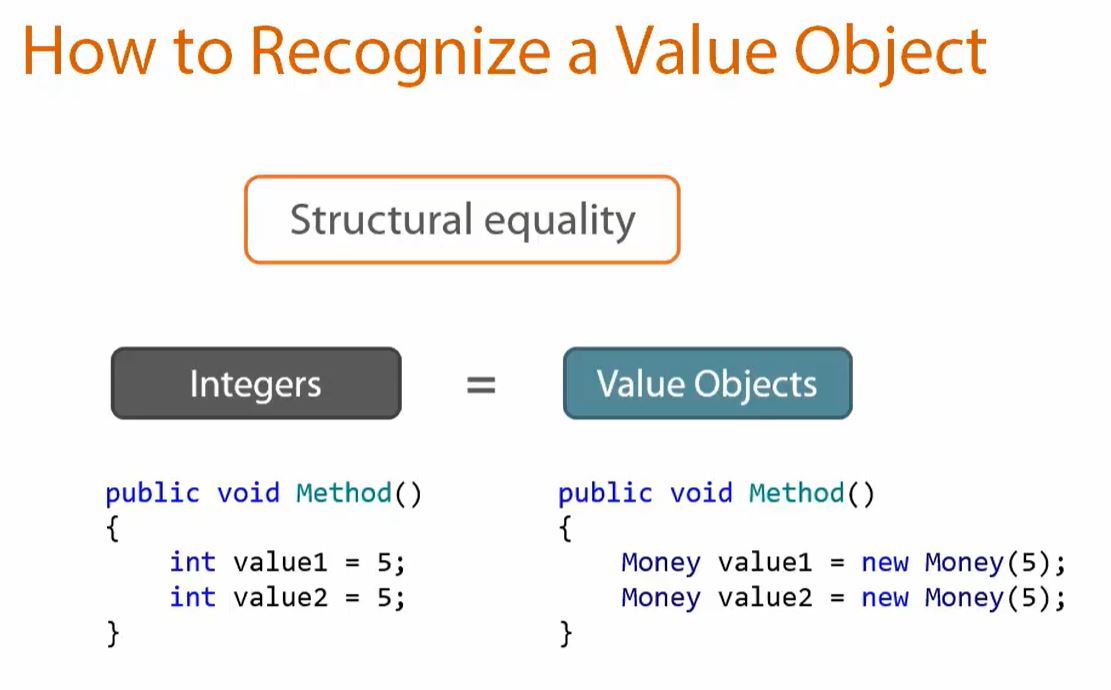 How to Recognize a Value Object
Structural equality
Integers = Value Objects
public void Method()
{
    int value1 = 5;
    int value2 = 5;
}
public void Method()
{
    Money value1 = new Money(5);
    Money value2 = new Money(5);
}